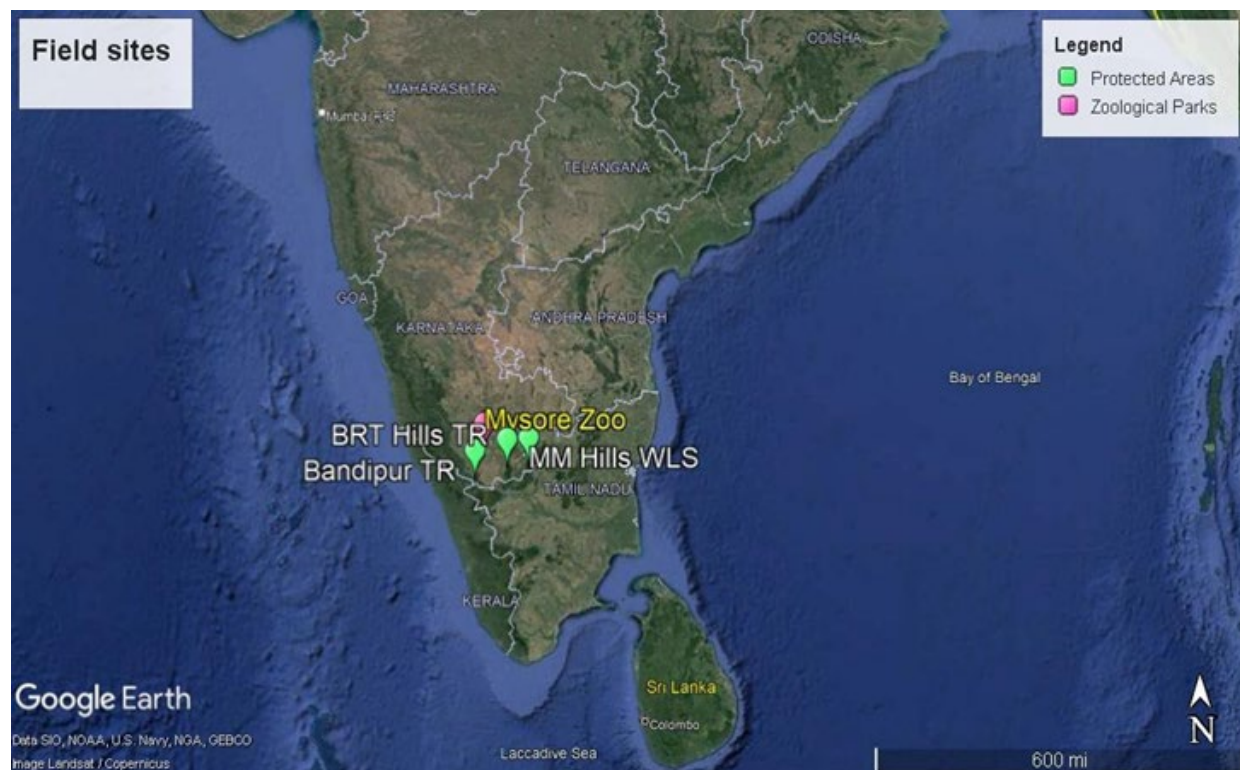 Field sites
Legend
Protected Areas
Zoological Parks
ODISHA
MAHARASHTRA
Mumbai
TELANGANA
GOA
KARNATAKA
ANDHRA PRADESH
Bay of Bengal
Mysore Zoo
BRT Hills TR
MM Hills WLS
Bandipur TR
TAMIL NADU
KERALA
Sri Lanka
Colombo
Laccadive Sea
Google Earth
Data SIO, NOAA, U.S. Navy, NGA, GEBCO
Image Landsat / Copernicus
N
600 mi